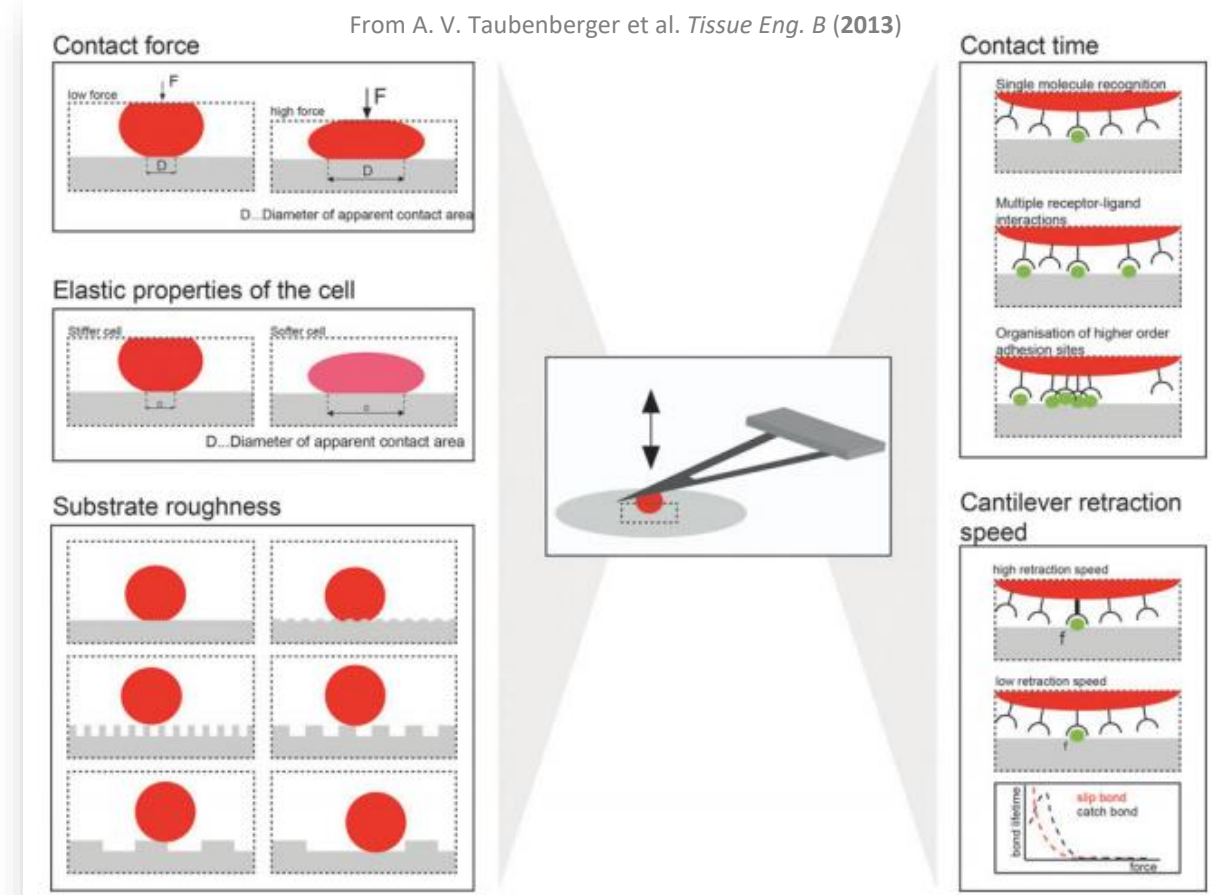 From A. V. Taubenberger et al. Tissue Eng. B (2013)
Contact force
low force
F
D
high force
F
D
D...Diameter of apparent contact area
Elastic properties of the cell
Stiffer cell
Softer cell
D...Diameter of apparent contact area
Substrate roughness
Contact time
Single molecule recognition
Multiple receptor-ligand
interactions
Organisation of higher order
adhesion sites
Cantilever retraction
speed
high retraction speed
f
low retraction speed
f
bond lifetime
slip bond
catch bond
force